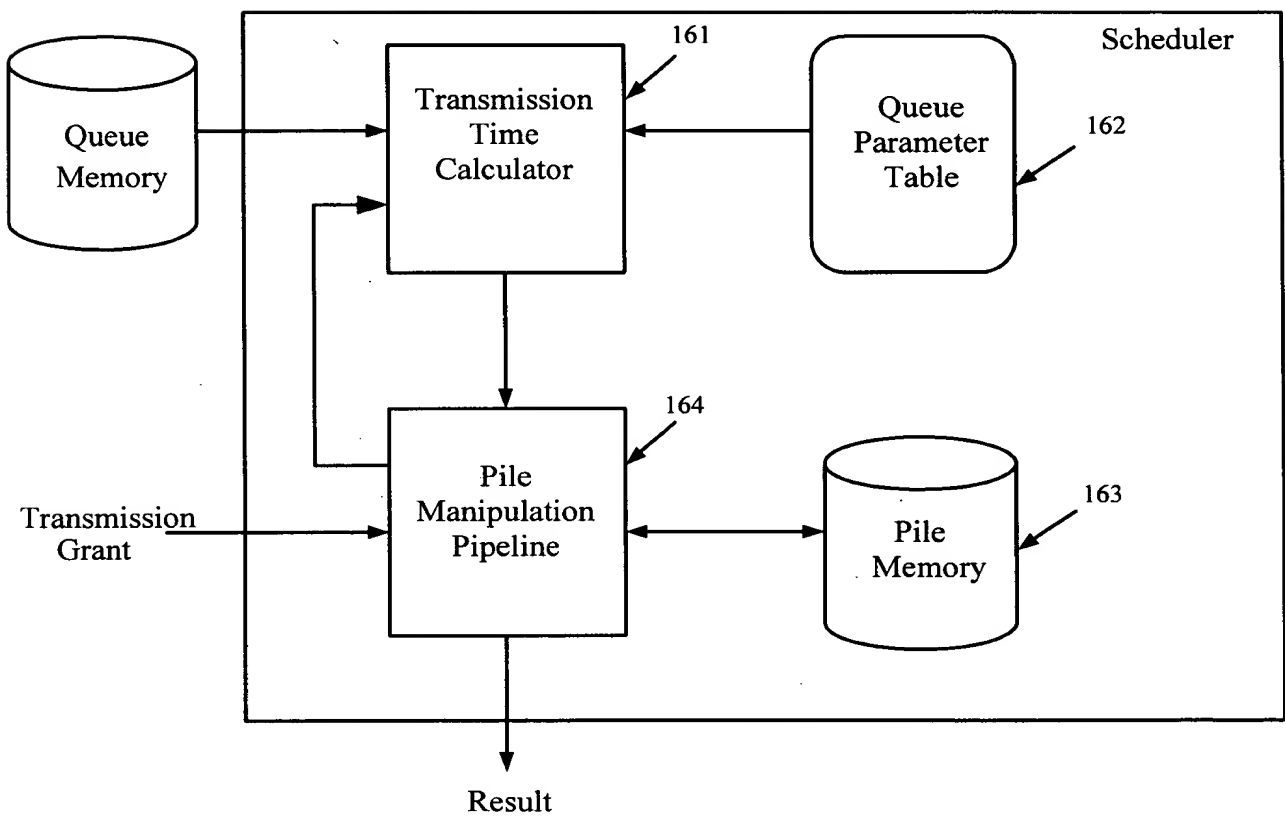 Scheduler
161
Transmission
Time
Calculator
Queue
Memory
Queue
Parameter
Table
162
164
Pile
Manipulation
Pipeline
Transmission
Grant
163
Pile
Memory
Result